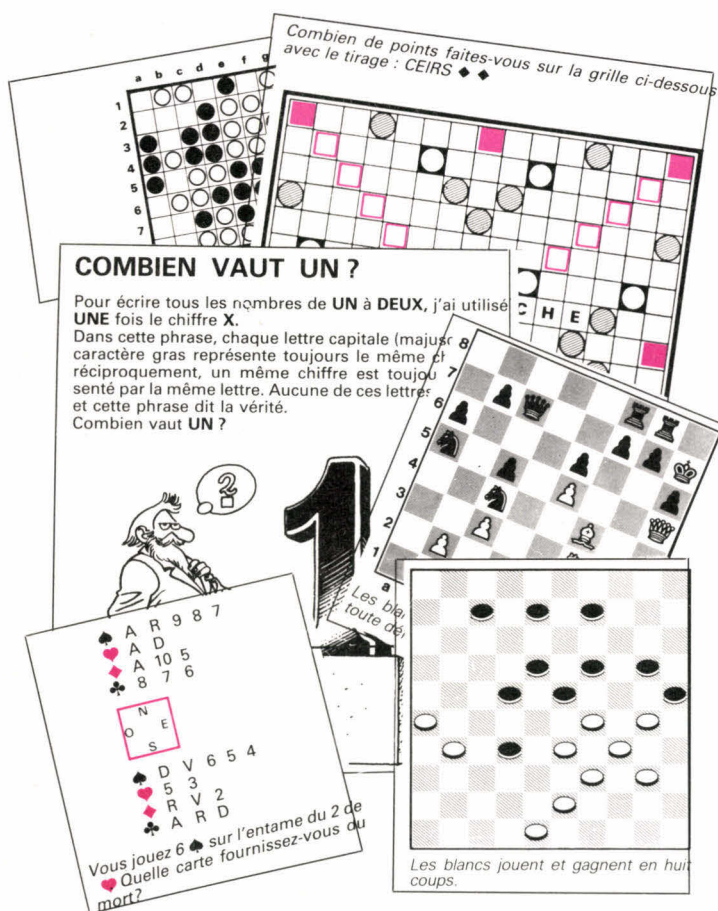 a b c d e f g
1
2
3
4
5
6
7
Combien de points faites-vous sur la grille ci-dessous
avec le tirage : CEIRS ◆ ◆
C H E
COMBIEN VAUT UN ?
Pour écrire tous les nombres de UN à DEUX, j'ai utilisé
UNE fois le chiffre X.
Dans cette phrase, chaque lettre capitale (majusc
caractère gras représente toujours le même ch
réciproquement, un même chiffre est toujou
senté par la même lettre. Aucune de ces lettres
et cette phrase dit la vérité.
Combien vaut UN ?
2
1
8
7
6
5
4
3
2
1
a
Les bla
toute dé
♠ A R 9 8 7
♥ A D
♦ A 10 5
♣ 8 7 6
N
O E
S
♠ D V 6 5 4
♥ 5 3
♦ R V 2
♣ A R D
Vous jouez 6 ♠ sur l'entame du 2 de
♥. Quelle carte fournissez-vous du
mort?
Les blancs jouent et gagnent en huit
coups.